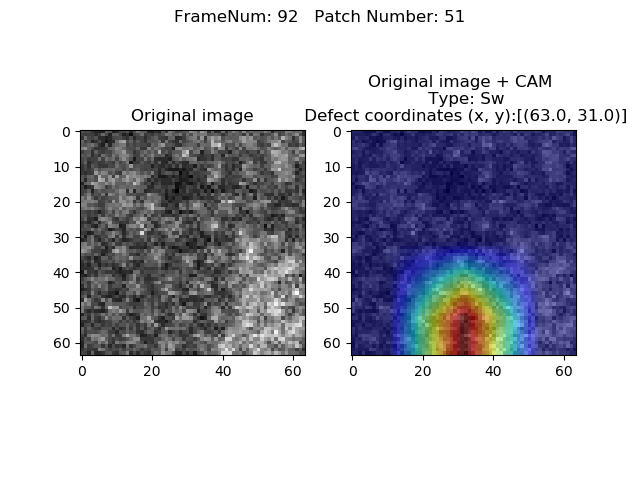 FrameNum: 92   Patch Number: 51
Original image
0
10
20
30
40
50
60
0 20 40 60
Original image + CAM
Type: Sw
Defect coordinates (x, y):[(63.0, 31.0)]
0
10
20
30
40
50
60
0 20 40 60